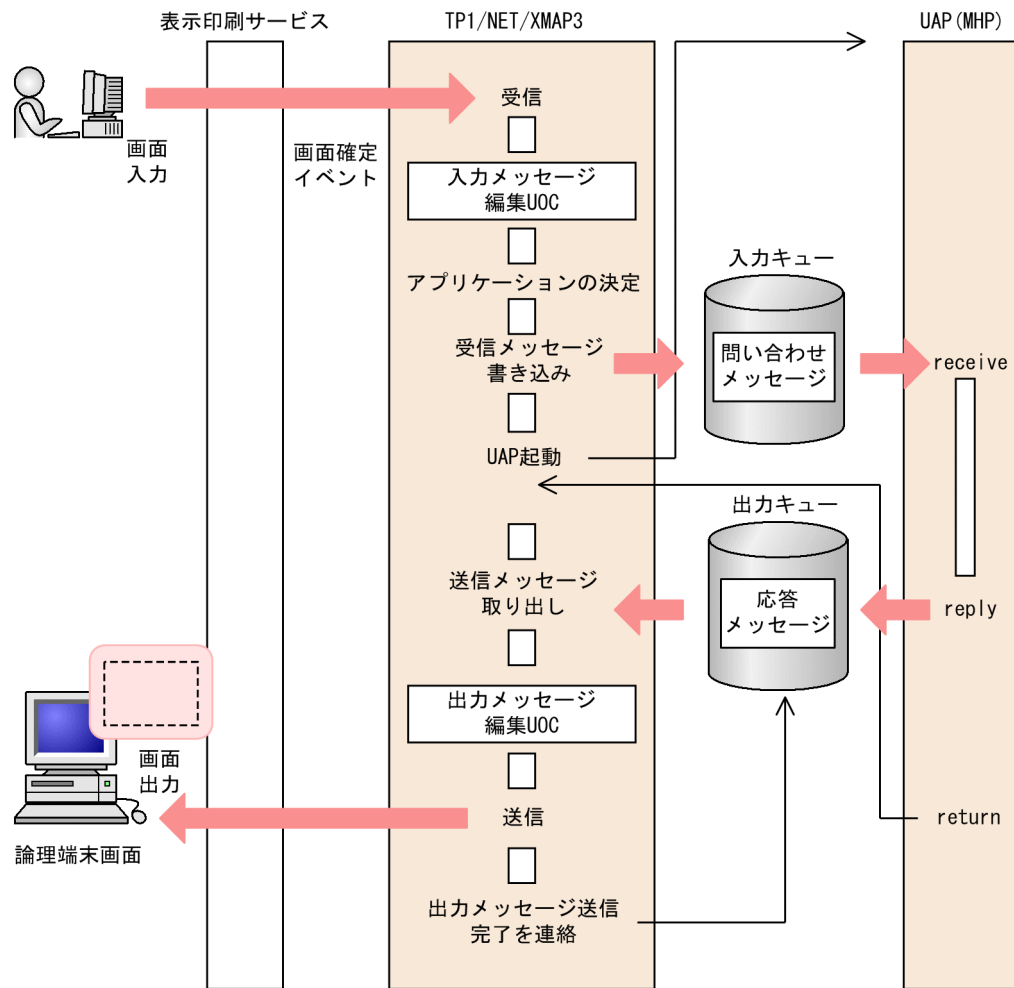 表示印刷サービス
TP1/NET/XMAP3
UAP(MHP)
受信
画面
入力
画面確定
イベント
入力メッセージ
編集UOC
アプリケーションの決定
入力キュー
受信メッセージ
書き込み
問い合わせ
メッセージ
receive
UAP起動
出力キュー
送信メッセージ
取り出し
応答
メッセージ
reply
出力メッセージ
編集UOC
画面
出力
送信
return
論理端末画面
出力メッセージ送信
完了を連絡